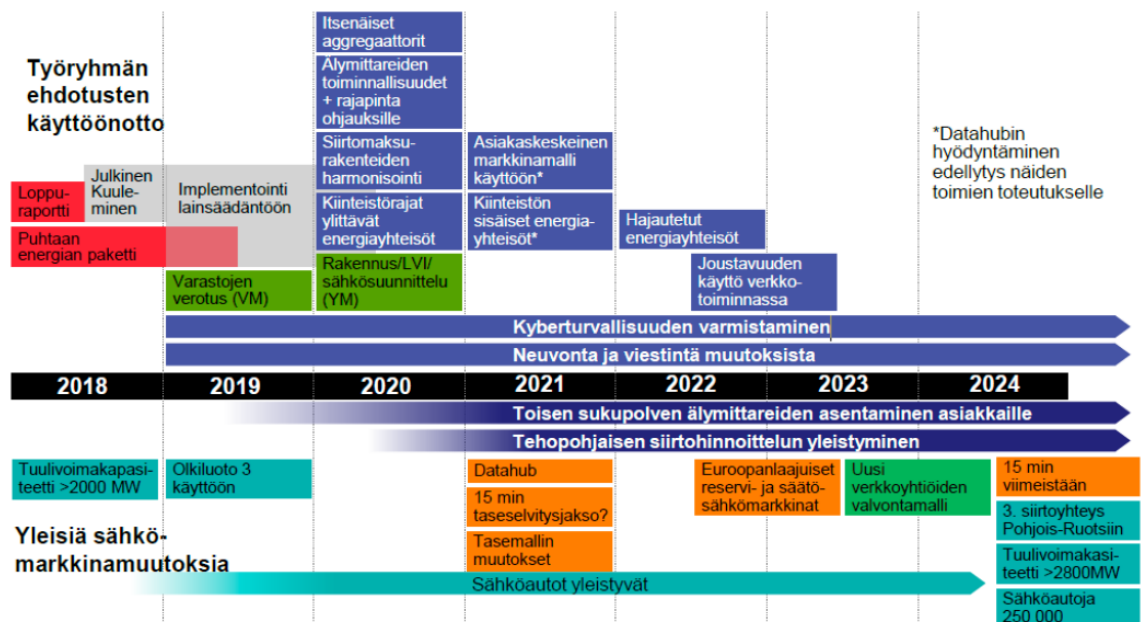 Työryhmän
ehdotusten
käyttöönotto
Itsenäiset
aggregaattorit
Älymittareiden
toiminnallisuudet
+ rajapinta
ohjauksille
Siirtomaksu-
rakenteiden
harmonisointi
Asiakaskeskeinen
markkinamalli
käyttöön*
*Datahubin
hyödyntäminen
edellytys näiden
toimien toteutukselle
Loppu-
raportti
Julkinen
Kuule-
minen
Implementointi
lainsäädäntöön
Kiinteistörajat
ylittävät
energiayhteisöt
Kiinteistön
sisäiset energia-
yhteisöt*
Hajautetut
energiayhteisöt
Puhtaan
energian paketti
Varastojen
verotus (VM)
Rakennus/LVI/
sähkösuunnittelu
(YM)
Joustavuuden
käyttö verkko-
toiminnassa
Kyberturvallisuuden varmistaminen
Neuvonta ja viestintä muutoksista
2018 2019 2020 2021 2022 2023 2024
Toisen sukupolven älymittareiden asentaminen asiakkaille
Tehopohjaisen siirtohinnoittelun yleistyminen
Tuulivoimakapasi-
teetti >2000 MW
Olkiluoto 3
käyttöön
Datahub
15 min
taseselvitysjakso?
Tasemallin
muutokset
Euroopanlaajuiset
reservi- ja säätö-
sähkömarkkinat
Uusi
verkkoyhtiöiden
valvontamalli
15 min
viimeistään
3. siirtoyhteys
Pohjois-Ruotsiin
Tuulivoimakasi-
teetti >2800MW
Sähköautoja
250 000
Yleisiä sähkö-
markkinamuutoksia
Sähköautot yleistyvät